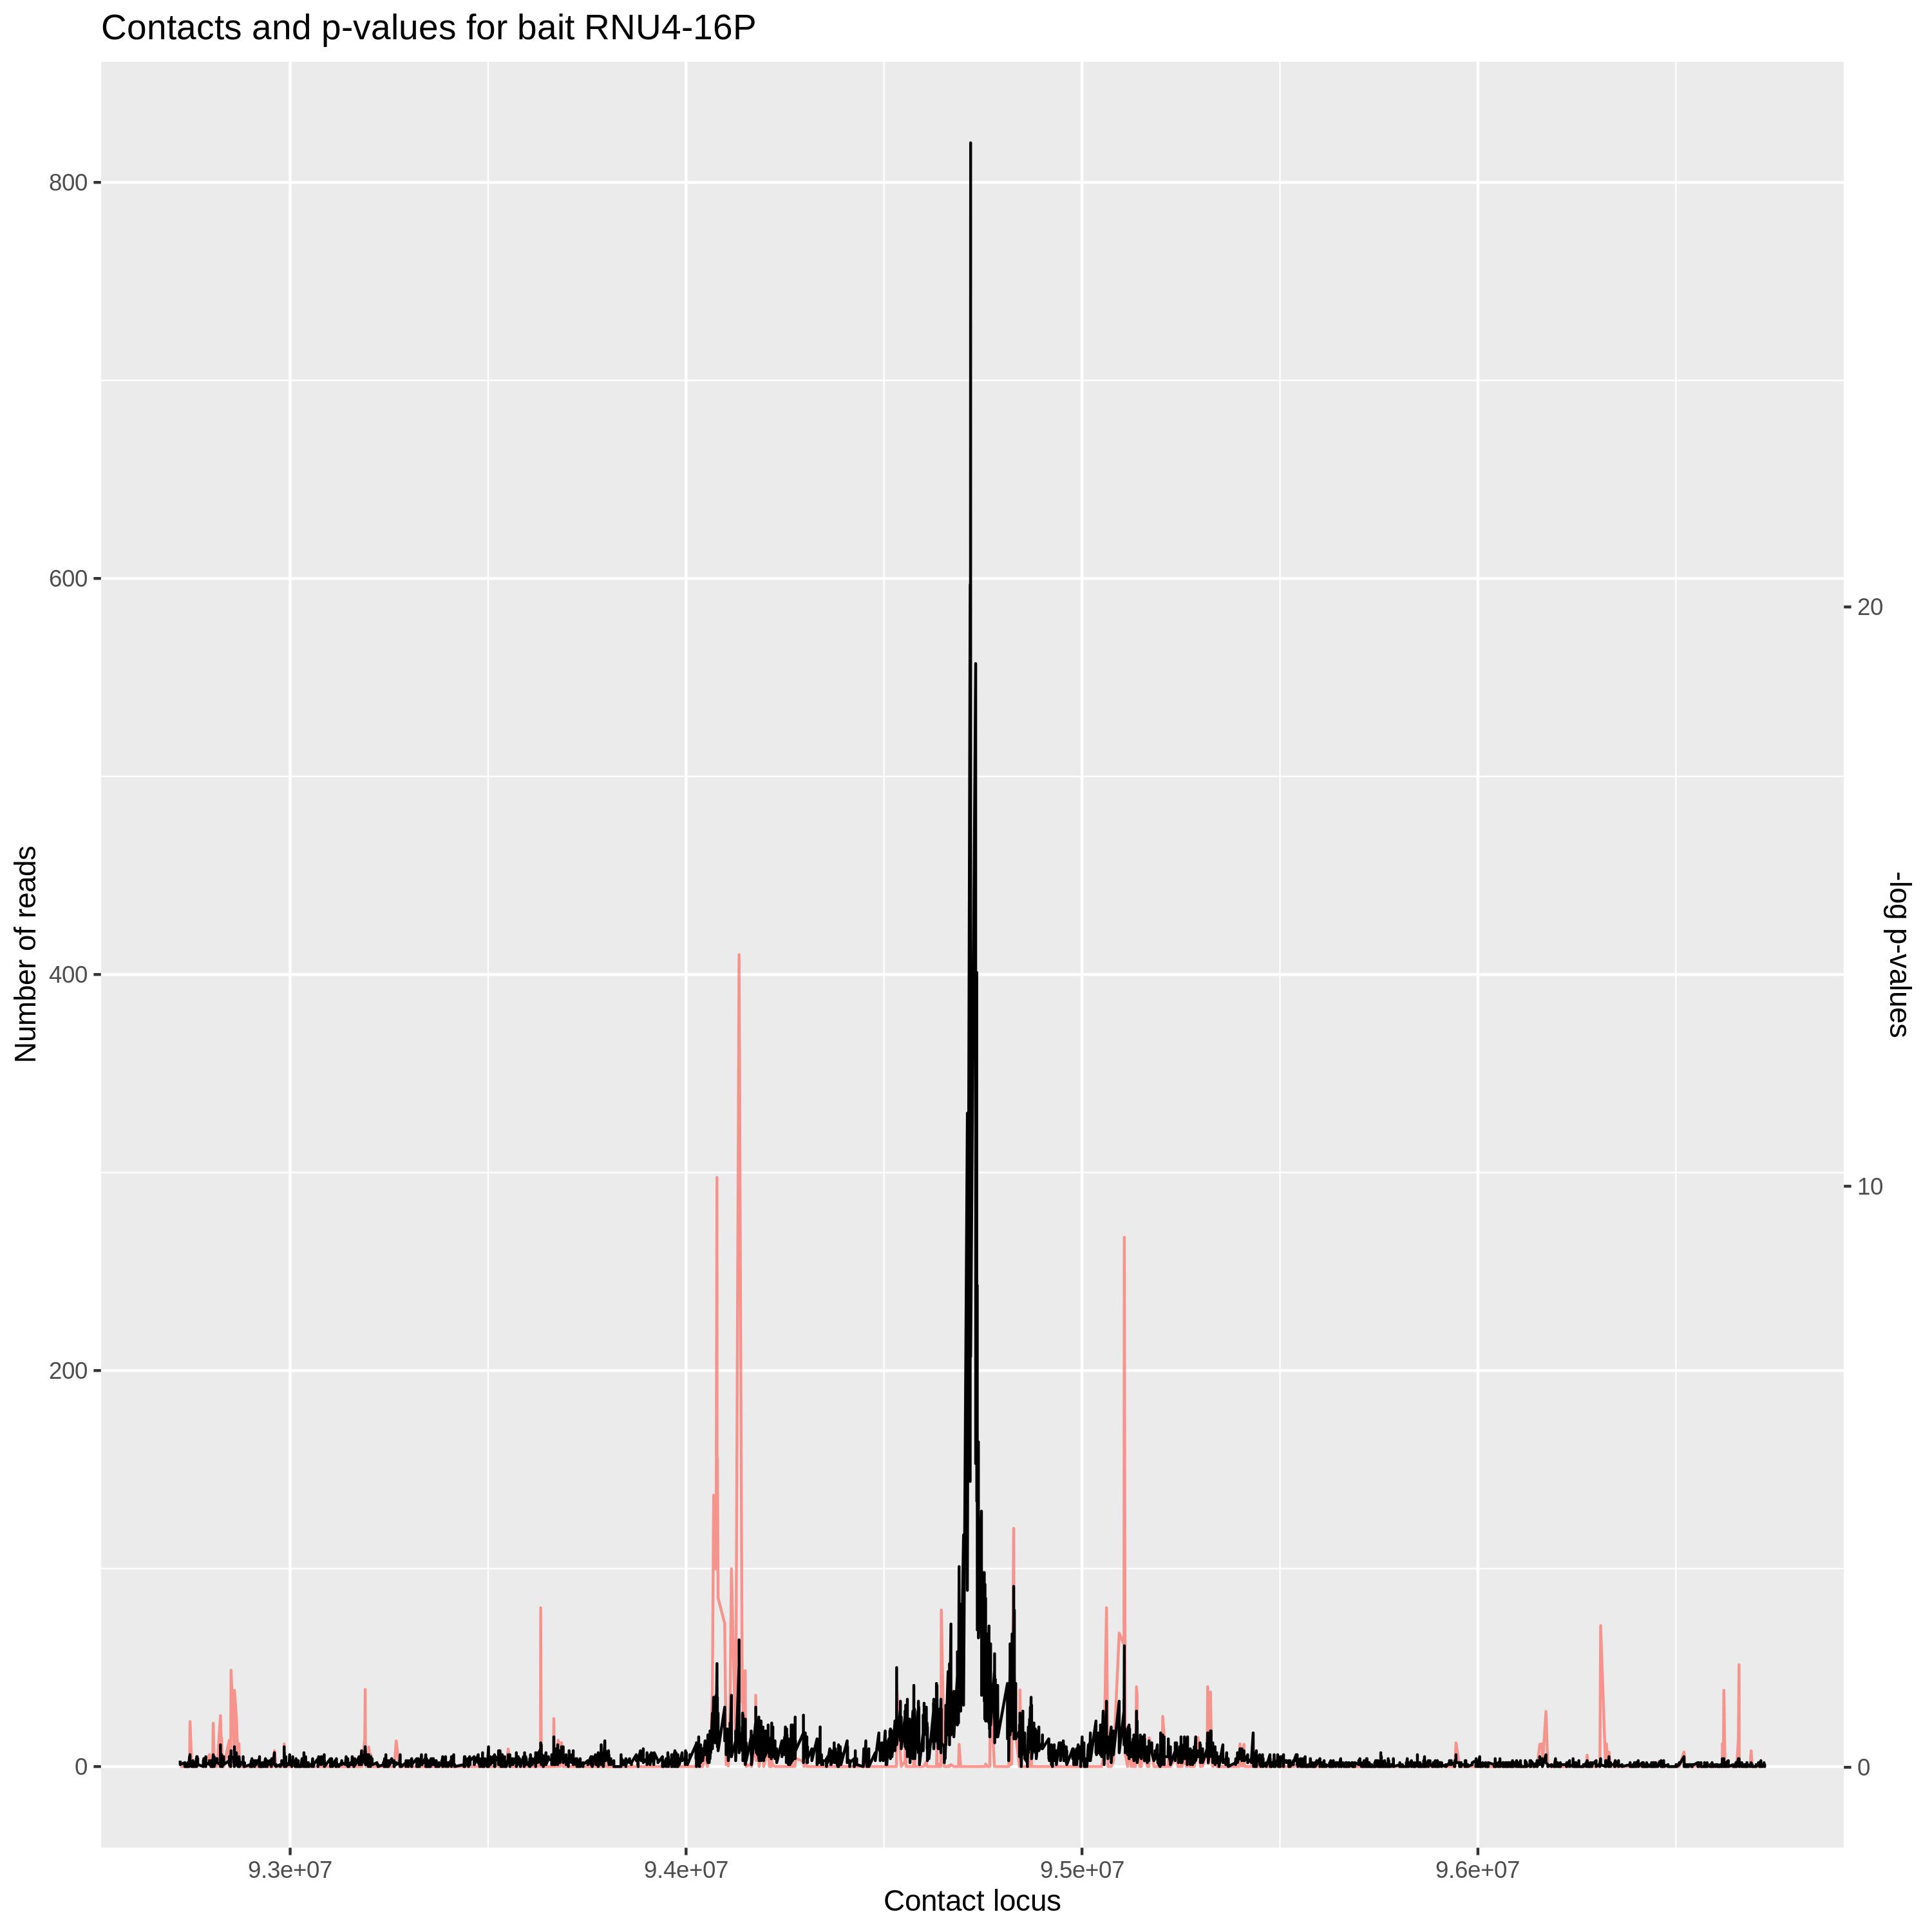 Contacts and p-values for bait RNU4-16P
800
600
400
200
0
Number of reads
20
10
0
-log p-values
9.3e+07
9.4e+07
9.5e+07
9.6e+07
Contact locus